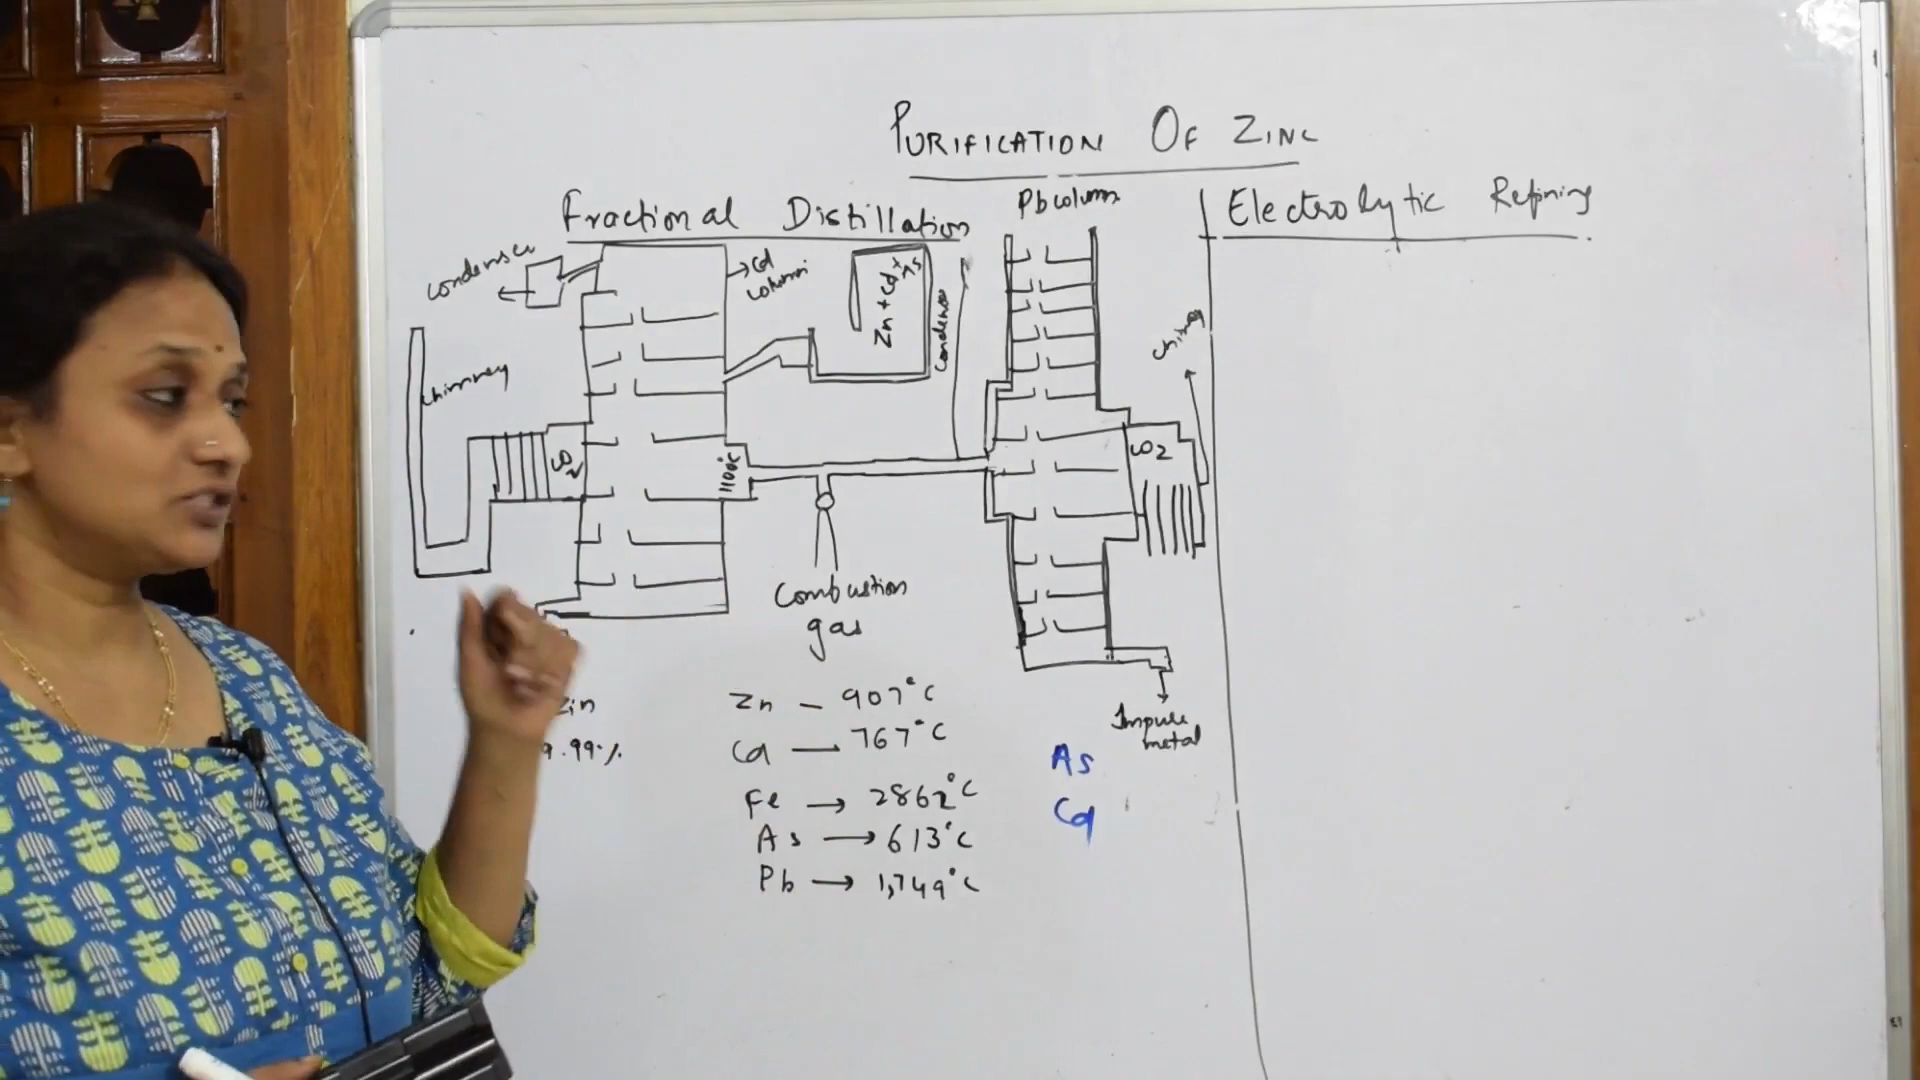 PURIFICATION OF ZINC
Fractional Distillation
Pb column
Electrolytic Refining
condenser
Cd
column
Zn + Cd + As
condenser
chimney
chimney
CO2
1100°C
CO2
Combustion
gas
Impure
metal
Zn — 907°C
Cd — 767°C
Fe → 2862°C
As → 613°C
Pb → 1,749°C
As
Cd
9.99%